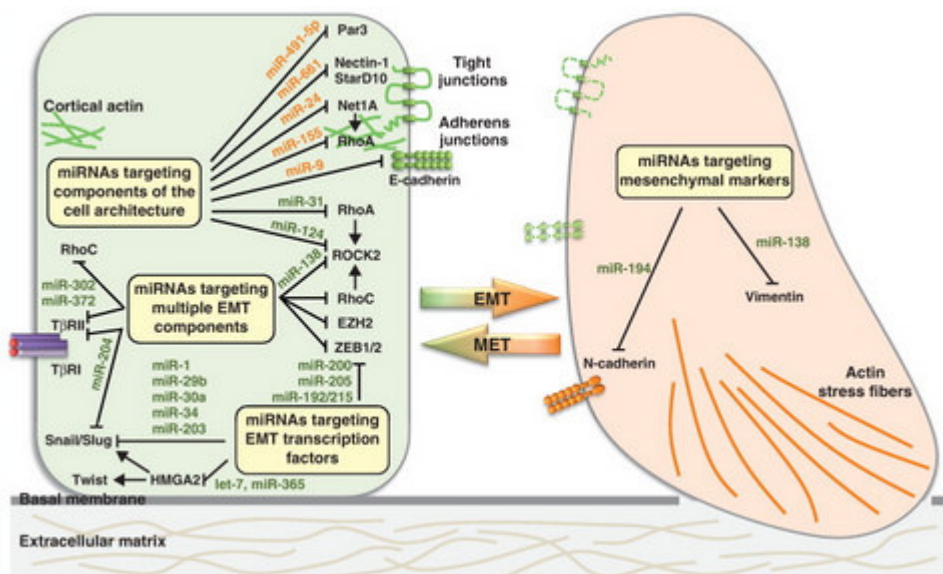 miR-491-5p
Par3
miR-661
Nectin-1
StarD10
Tight
junctions
Cortical actin
miR-24
Net1A
miR-155
RhoA
Adherens
junctions
miR-9
E-cadherin
miRNAs targeting
components of the
cell architecture
miR-31
RhoA
miR-124
ROCK2
RhoC
miR-302
miR-372
miR-138
miRNAs targeting
multiple EMT
components
RhoC
EZH2
ZEB1/2
TβRII
TβRI
miR-204
miR-1
miR-29b
miR-30a
miR-34
miR-203
miR-200
miR-205
miR-192/215
miRNAs targeting
EMT transcription
factors
Snail/Slug
Twist
HMGA2
let-7, miR-365
Basal membrane
Extracellular matrix
EMT
MET
miRNAs targeting
mesenchymal markers
miR-194
miR-138
Vimentin
N-cadherin
Actin
stress fibers